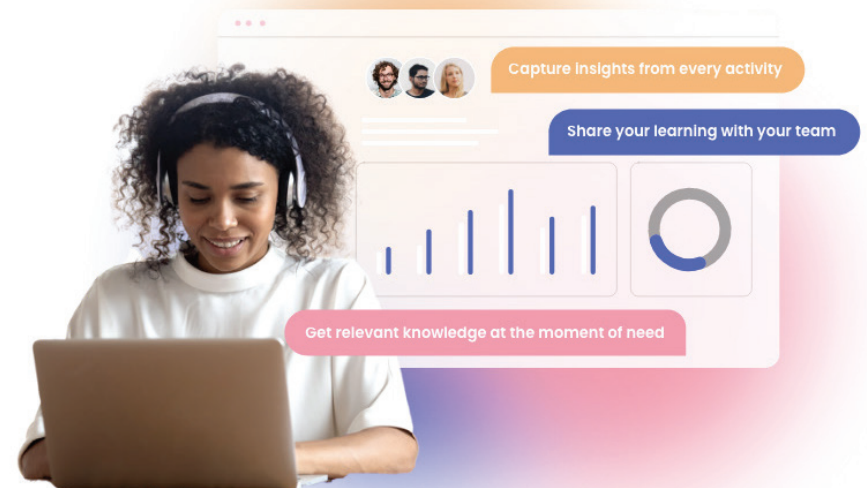 Capture insights from every activity
Share your learning with your team
Get relevant knowledge at the moment of need